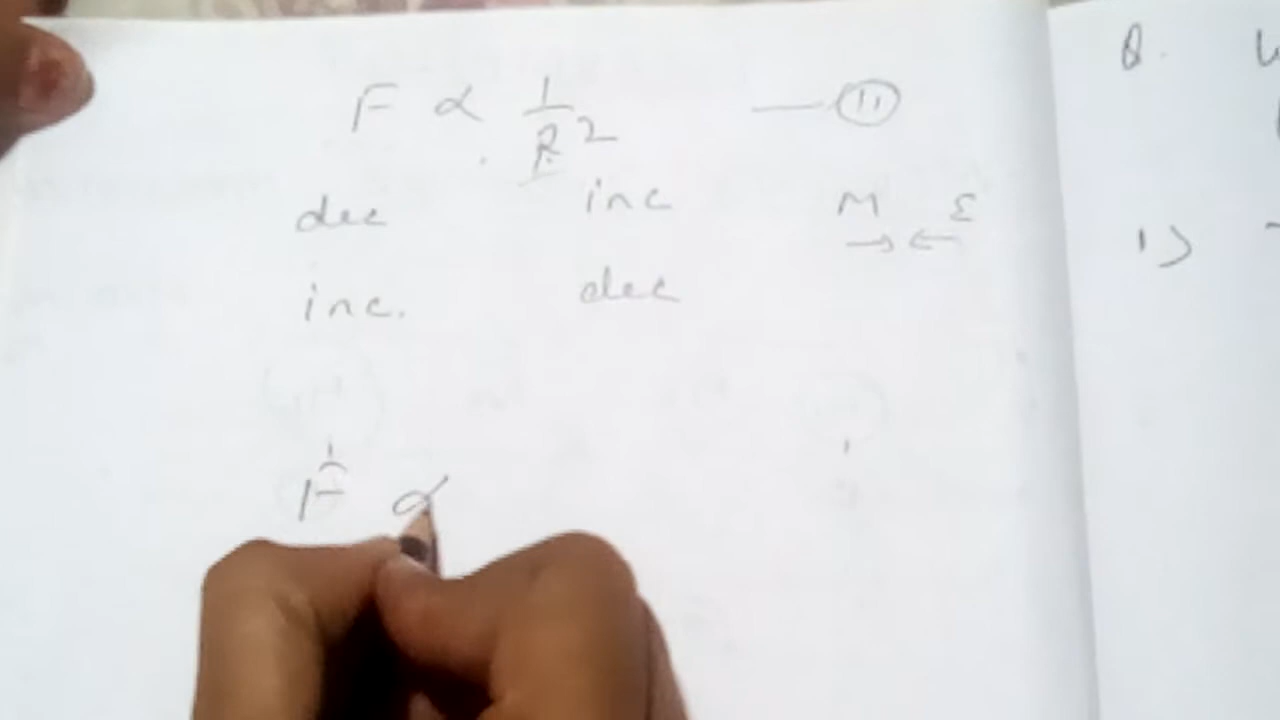 F ∝ 1/R² — (11)
dec inc M E
→ ←
inc. dec
F ∝
Q.
1)